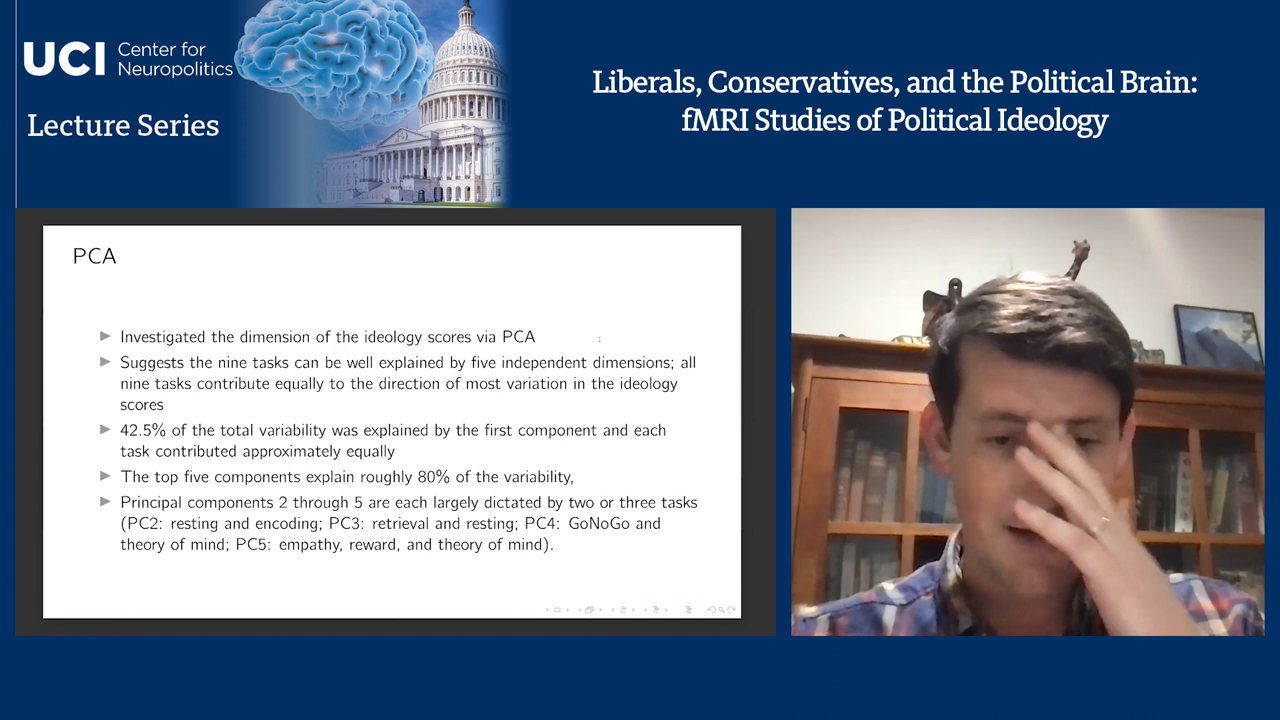 UCI Center for
Neuropolitics
Lecture Series
Liberals, Conservatives, and the Political Brain:
fMRI Studies of Political Ideology
PCA
Investigated the dimension of the ideology scores via PCA
Suggests the nine tasks can be well explained by five independent dimensions; all
nine tasks contribute equally to the direction of most variation in the ideology
scores
42.5% of the total variability was explained by the first component and each
task contributed approximately equally
The top five components explain roughly 80% of the variability,
Principal components 2 through 5 are each largely dictated by two or three tasks
(PC2: resting and encoding; PC3: retrieval and resting; PC4: GoNoGo and
theory of mind; PC5: empathy, reward, and theory of mind).